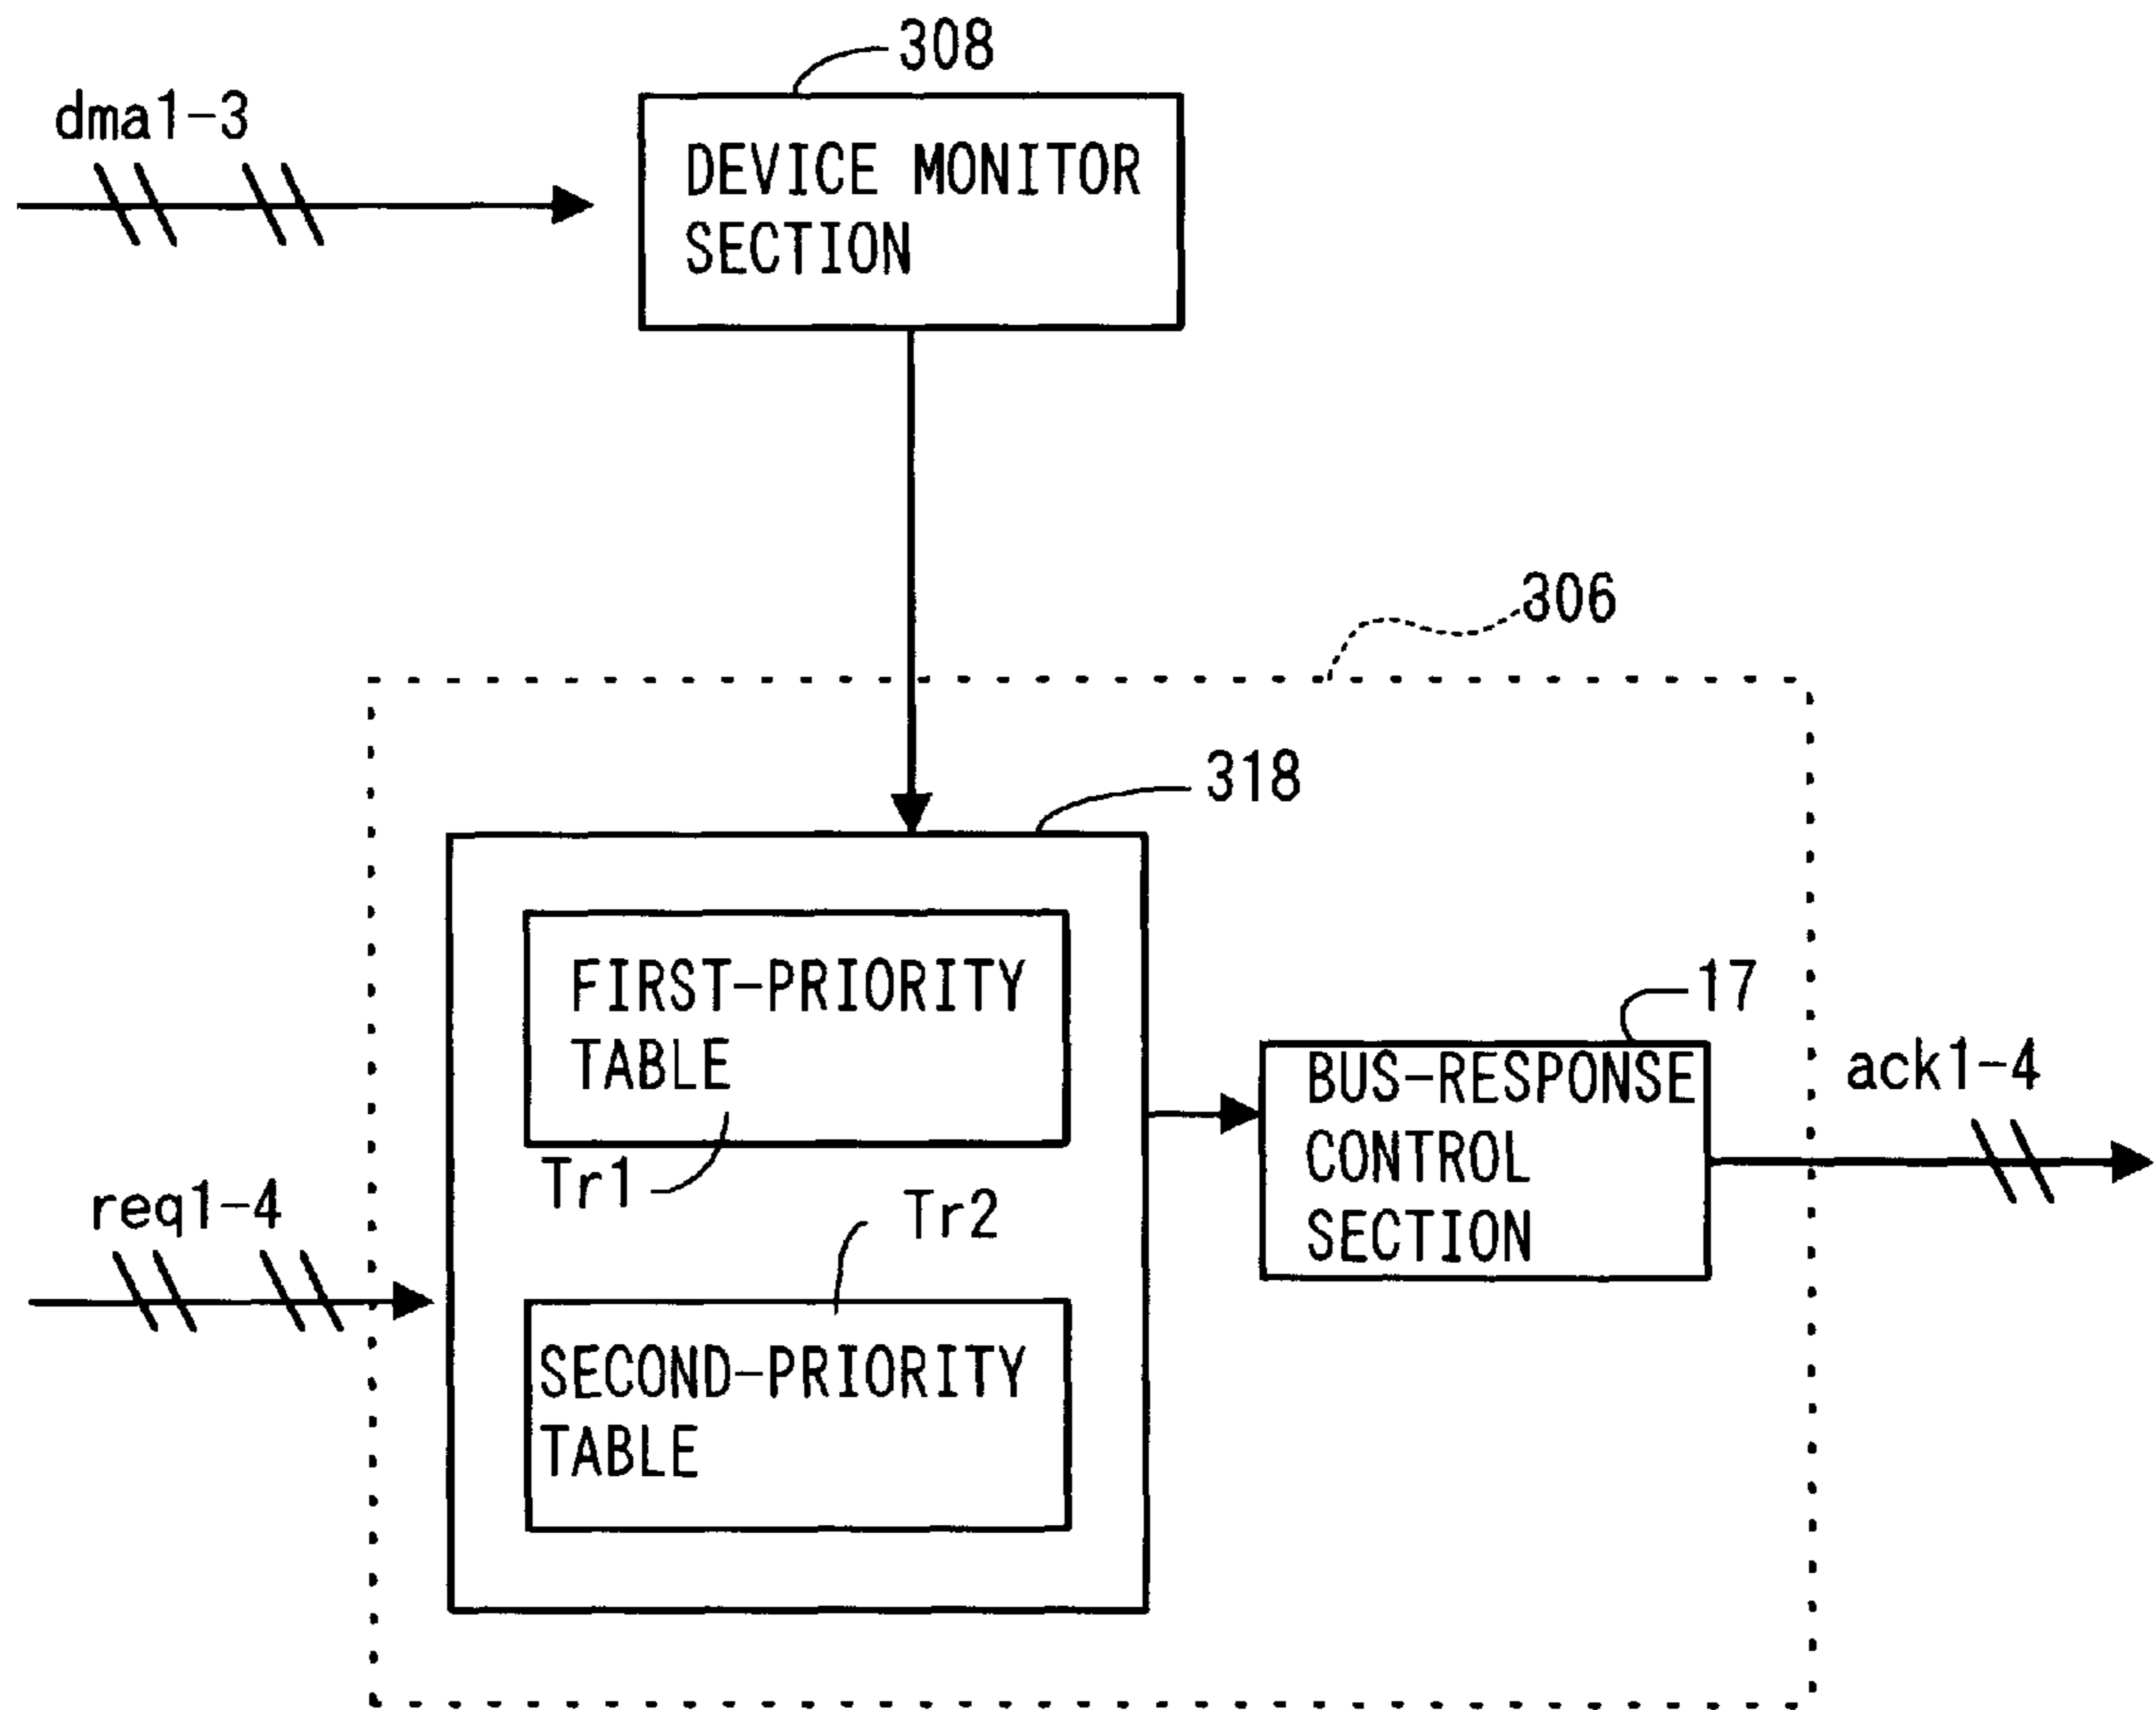 308
dma1-3
DEVICE MONITOR
SECTION
306
318
FIRST-PRIORITY
TABLE
Tr1
17
BUS-RESPONSE
CONTROL
SECTION
ack1-4
req1-4
Tr2
SECOND-PRIORITY
TABLE